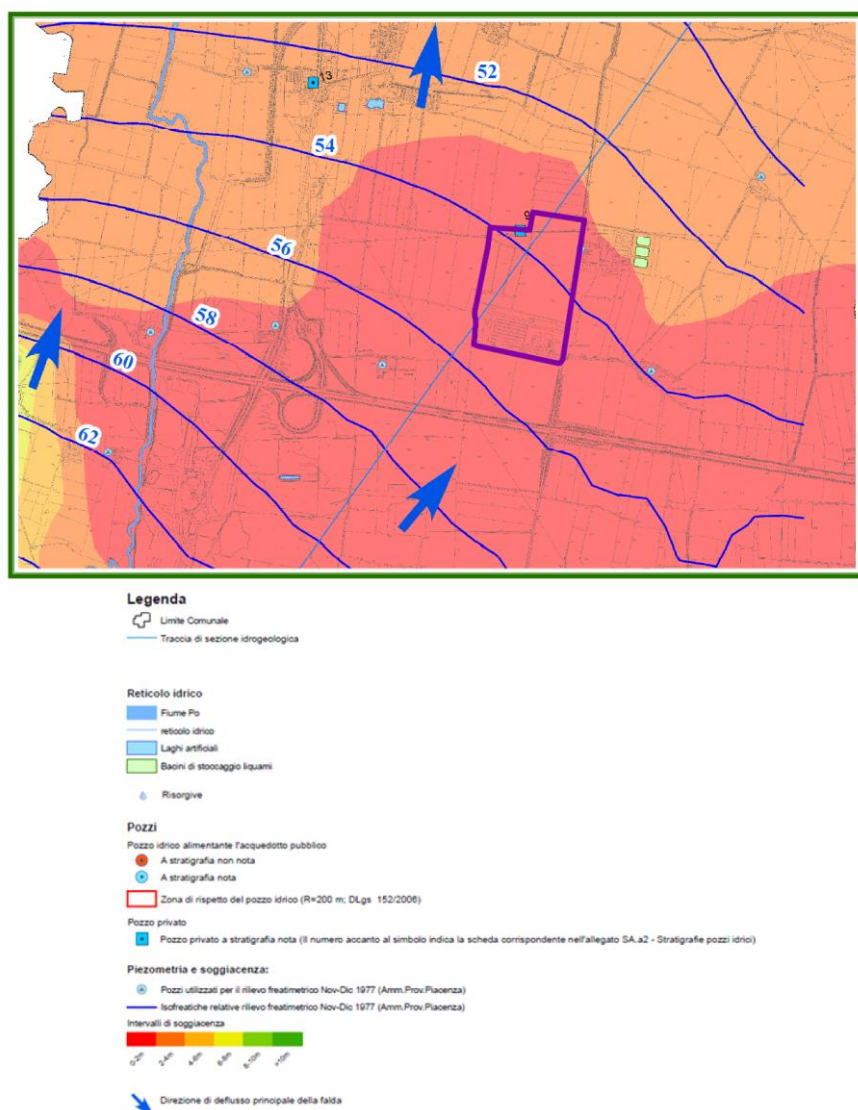 52
13
54
9
56
58
60
62
Legenda
Limite Comunale
Traccia di sezione idrogeologica
Reticolo idrico
Fiume Po
reticolo idrico
Laghi artificiali
Bacini di stoccaggio liquami
Risorgive
Pozzi
Pozzo idrico alimentante l'acquedotto pubblico
A stratigrafia non nota
A stratigrafia nota
Zona di rispetto del pozzo idrico (R=200 m; DLgs 152/2006)
Pozzo privato
Pozzo privato a stratigrafia nota (Il numero accanto al simbolo indica la scheda corrispondente nell'allegato SA.a2 - Stratigrafie pozzi idrici)
Piezometria e soggiacenza:
Pozzi utilizzati per il rilievo freatimetrico Nov-Dic 1977 (Amm.Prov.Piacenza)
Isofreatiche relative rilievo freatimetrico Nov-Dic 1977 (Amm.Prov.Piacenza)
Intervalli di soggiacenza
0-2m 2-4m 4-6m 6-8m 8-10m >10m
Direzione di deflusso principale della falda